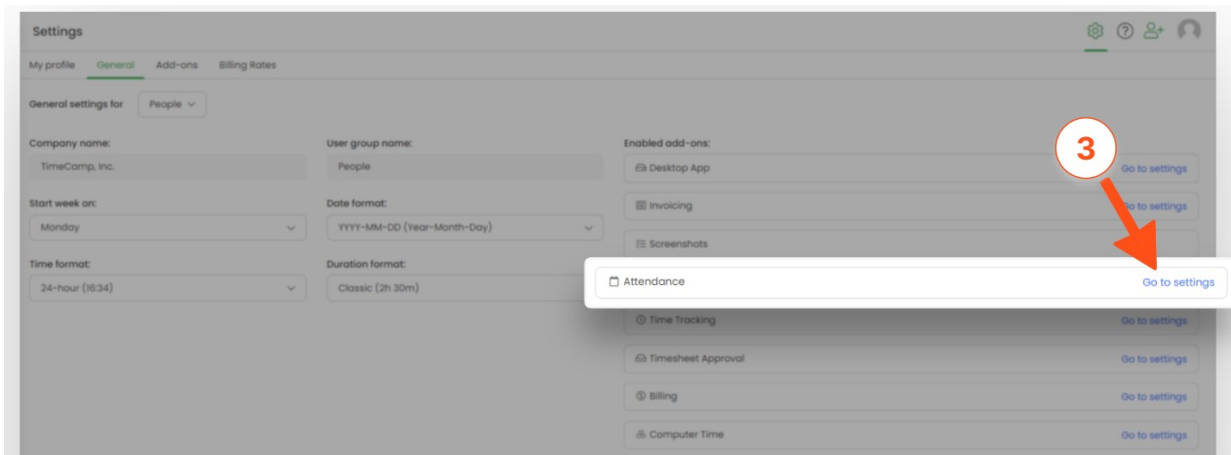 Settings
My profile General Add-ons Billing Rates
General settings for People
Company name:
TimeCamp, Inc.
User group name:
People
Start week on:
Monday
Date format:
YYYY-MM-DD (Year-Month-Day)
Time format:
24-hour (16:34)
Duration format:
Classic (2h 30m)
Enabled add-ons:
3
Desktop App Go to settings
Invoicing Go to settings
Screenshots
Attendance Go to settings
Time Tracking Go to settings
Timesheet Approval Go to settings
Billing Go to settings
Computer Time Go to settings